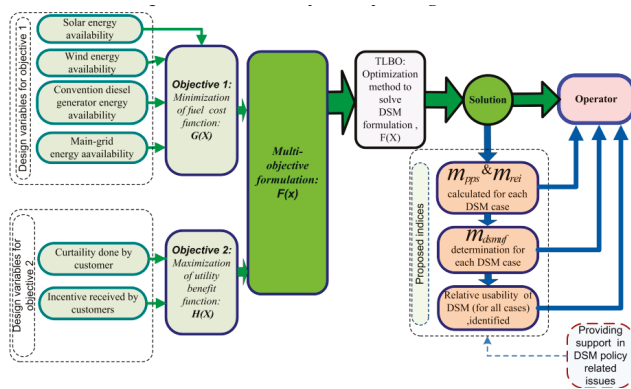 Design variables for objective 1
Solar energy
availability
Wind energy
availability
Convention diesel
generator energy
availability
Main-grid
energy aavailability
Objective 1:
Minimization
of fuel cost
function:
G(X)
Design variables for
objective 2
Curtaility done by
customer
Incentive received by
customers
Objective 2:
Maximization
of utility
benefit
function:
H(X)
Multi-
objective
formulation:
F(x)
TLBO:
Optimization
method to
solve
DSM
formulation ,
F(X)
Solution
Operator
Proposed indices
mpps & mrei
calculated for each
DSM case
mdsmuf
determination for
each DSM case
Relative usability of
DSM (for all cases)
,identified
Providing
support in
DSM policy
related
issues